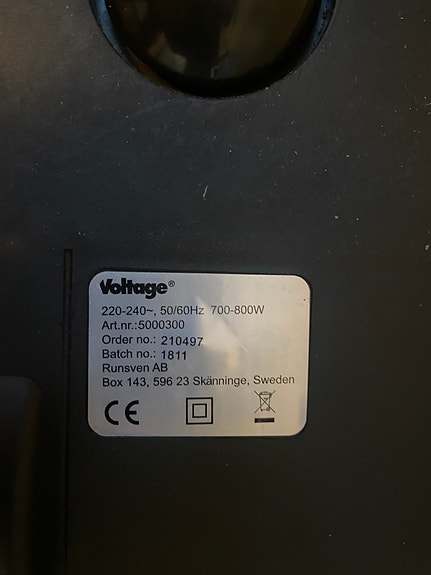 Voltage®
220-240~, 50/60Hz 700-800W
Art.nr.:5000300
Order no.: 210497
Batch no.: 1811
Runsven AB
Box 143, 596 23 Skänninge, Sweden
CE